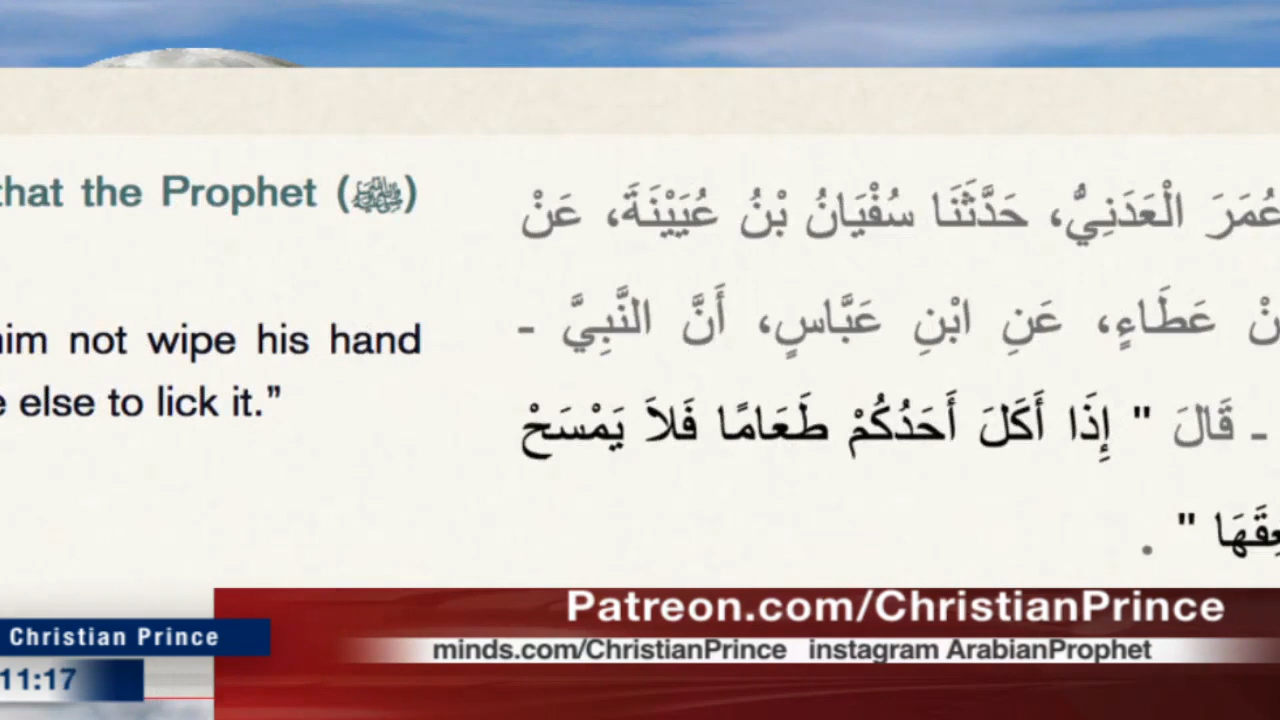 that the Prophet (ﷺ)
him not wipe his hand
else to lick it.”
عُمَرَ الْعَدَنِيُّ، حَدَّثَنَا سُفْيَانُ بْنُ عُيَيْنَةَ، عَنْ
عَطَاءٍ، عَنِ ابْنِ عَبَّاسٍ، أَنَّ النَّبِيَّ ـ
ـ قَالَ " إِذَا أَكَلَ أَحَدُكُمْ طَعَامًا فَلاَ يَمْسَحْ
" .
Patreon.com/ChristianPrince
Christian Prince
minds.com/ChristianPrince instagram ArabianProphet
11:17